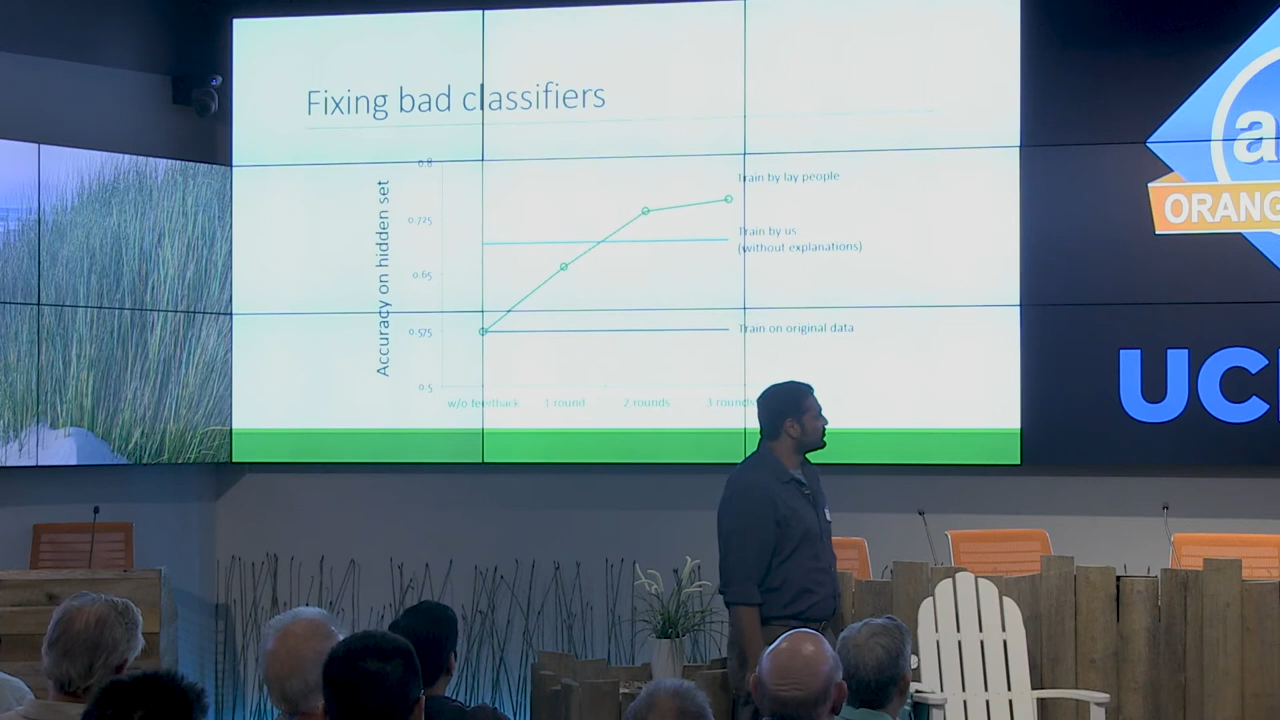 Fixing bad classifiers
Accuracy on hidden set
0.8
0.725
0.65
0.575
0.5
w/o feedback
1 round
2 rounds
3 rounds
Train by lay people
Train by us
(without explanations)
Train on original data
a
ORANG
UC